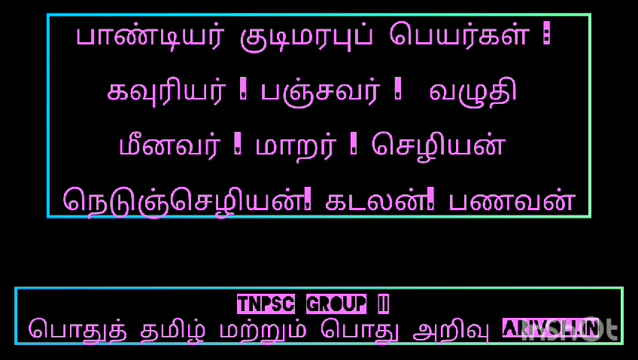 பாண்டியர் குடிமரபுப் பெயர்கள் :
கவுரியர் ! பஞ்சவர் ! வழுதி
மீனவர் ! மாறர் ! செழியன்
நெடுஞ்செழியன்! கடலன்! பணவன்
TNPSC GROUP II
பொதுத் தமிழ் மற்றும் பொது அறிவு
InShOt